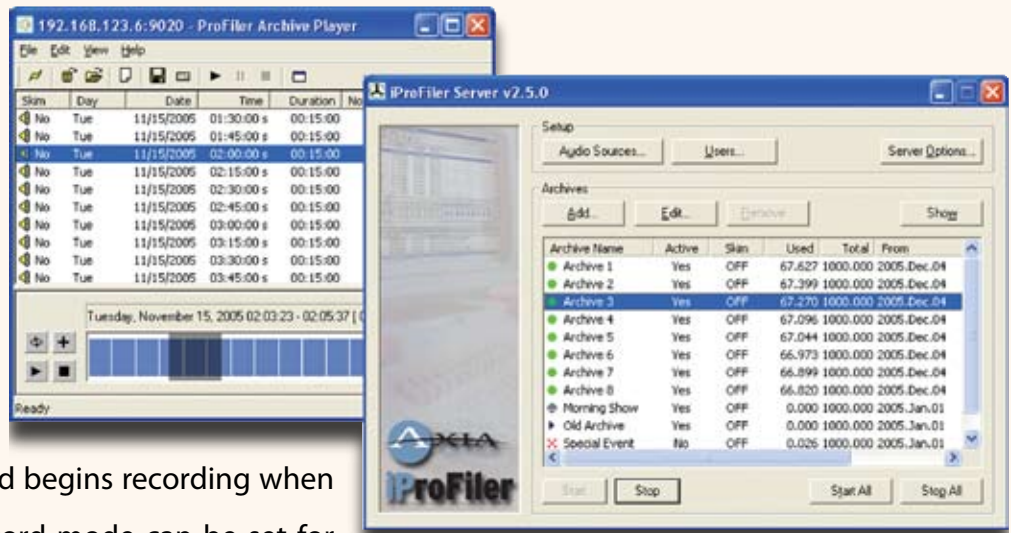 192.168.123.6:9020 - ProFiler Archive Player
File Edit View Help
Skim Day Date Time Duration No
No Tue 11/15/2005 01:30:00 s 00:15:00
No Tue 11/15/2005 01:45:00 s 00:15:00
No Tue 11/15/2005 02:00:00 s 00:15:00
No Tue 11/15/2005 02:15:00 s 00:15:00
No Tue 11/15/2005 02:30:00 s 00:15:00
No Tue 11/15/2005 02:45:00 s 00:15:00
No Tue 11/15/2005 03:00:00 s 00:15:00
No Tue 11/15/2005 03:15:00 s 00:15:00
No Tue 11/15/2005 03:30:00 s 00:15:00
No Tue 11/15/2005 03:45:00 s 00:15:00
Tuesday, November 15, 2005 02:03:23 - 02:05:37 [
Ready
iProFiler Server v2.5.0
Setup
Audio Sources... Users... Server Options...
Archives
Add... Edit... Remove Show
Archive Name Active Skim Used Total From
Archive 1 Yes OFF 67.627 1000.000 2005.Dec.04
Archive 2 Yes OFF 67.399 1000.000 2005.Dec.04
Archive 3 Yes OFF 67.270 1000.000 2005.Dec.04
Archive 4 Yes OFF 67.096 1000.000 2005.Dec.04
Archive 5 Yes OFF 67.044 1000.000 2005.Dec.04
Archive 6 Yes OFF 66.973 1000.000 2005.Dec.04
Archive 7 Yes OFF 66.899 1000.000 2005.Dec.04
Archive 8 Yes OFF 66.820 1000.000 2005.Dec.04
Morning Show Yes OFF 0.000 1000.000 2005.Jan.01
Old Archive Yes OFF 0.000 1000.000 2005.Jan.01
Special Event No OFF 0.026 1000.000 2005.Jan.01
AXIA
iProFiler
Start Stop Start All Stop All
d begins recording when
ord mode can be set for